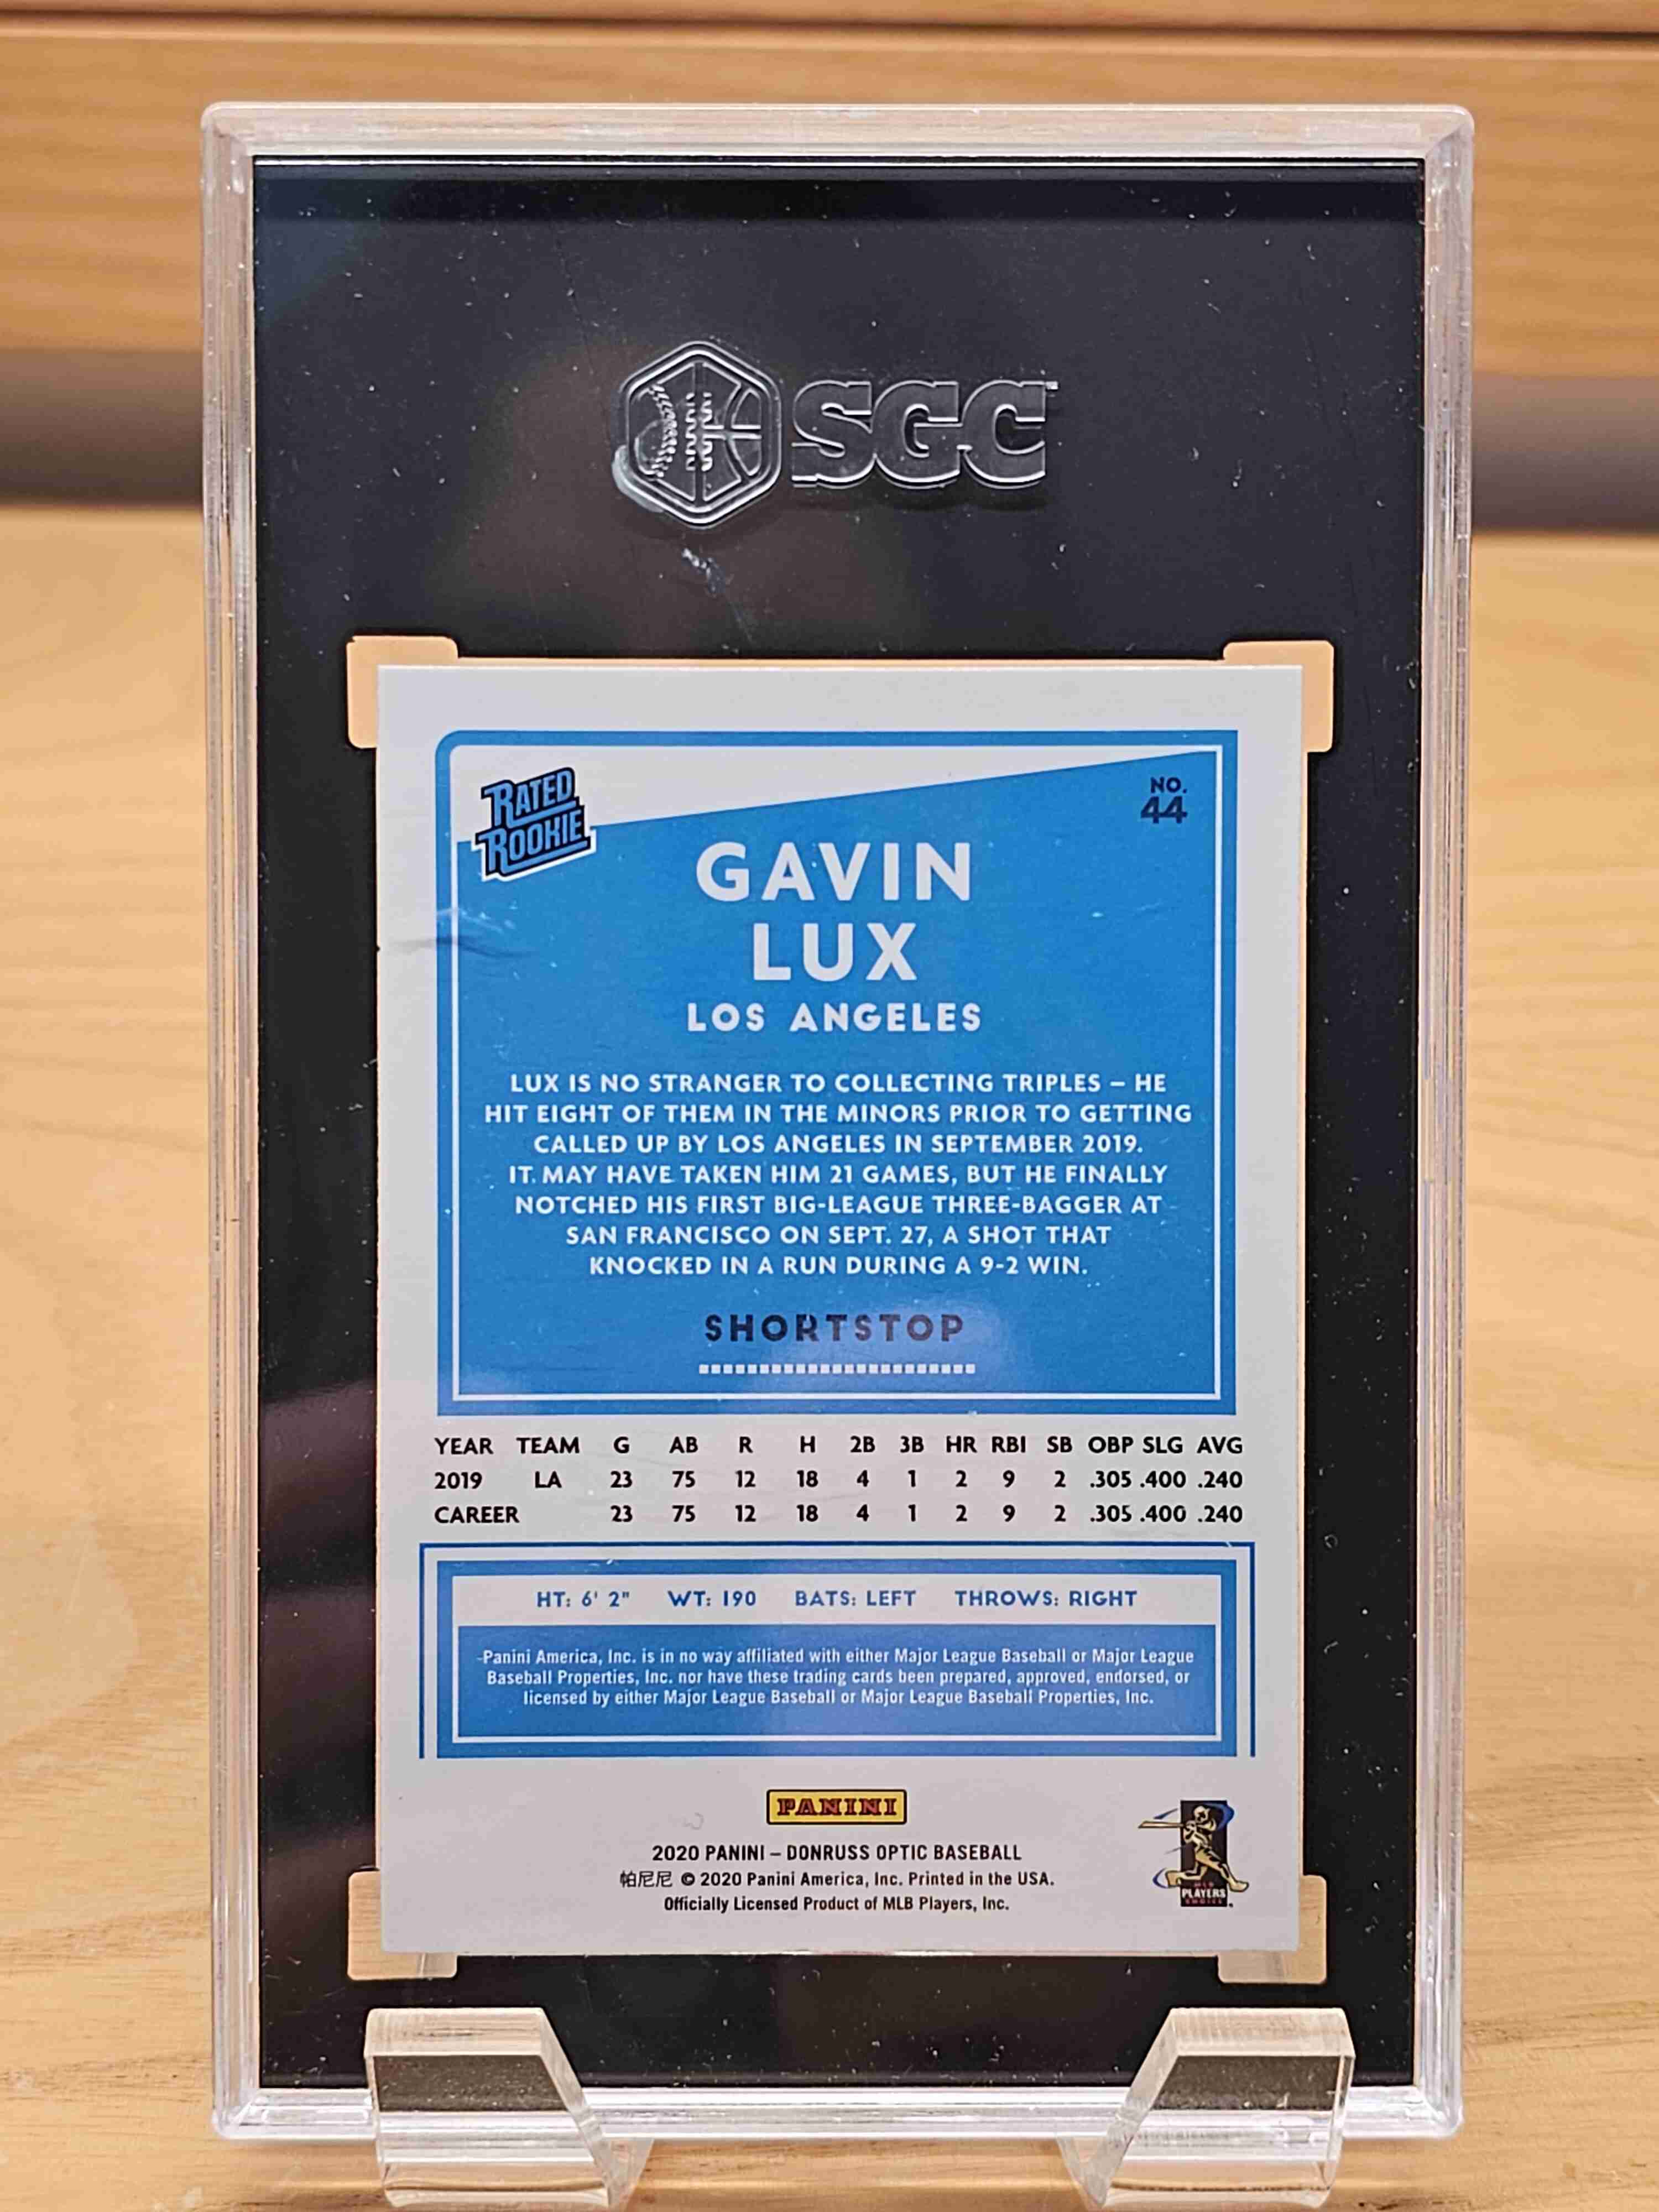 SGC
RATED
ROOKIE
NO.
44
GAVIN
LUX
LOS ANGELES
LUX IS NO STRANGER TO COLLECTING TRIPLES – HE
HIT EIGHT OF THEM IN THE MINORS PRIOR TO GETTING
CALLED UP BY LOS ANGELES IN SEPTEMBER 2019.
IT MAY HAVE TAKEN HIM 21 GAMES, BUT HE FINALLY
NOTCHED HIS FIRST BIG-LEAGUE THREE-BAGGER AT
SAN FRANCISCO ON SEPT. 27, A SHOT THAT
KNOCKED IN A RUN DURING A 9-2 WIN.
SHORTSTOP
YEAR TEAM G AB R H 2B 3B HR RBI SB OBP SLG AVG
2019 LA 23 75 12 18 4 1 2 9 2 .305 .400 .240
CAREER 23 75 12 18 4 1 2 9 2 .305 .400 .240
HT: 6' 2" WT: 190 BATS: LEFT THROWS: RIGHT
-Panini America, Inc. is in no way affiliated with either Major League Baseball or Major League
Baseball Properties, Inc. nor have these trading cards been prepared, approved, endorsed, or
licensed by either Major League Baseball or Major League Baseball Properties, Inc.
PANINI
2020 PANINI – DONRUSS OPTIC BASEBALL
帕尼尼 © 2020 Panini America, Inc. Printed in the USA.
Officially Licensed Product of MLB Players, Inc.
MLB
PLAYERS
CHOICE